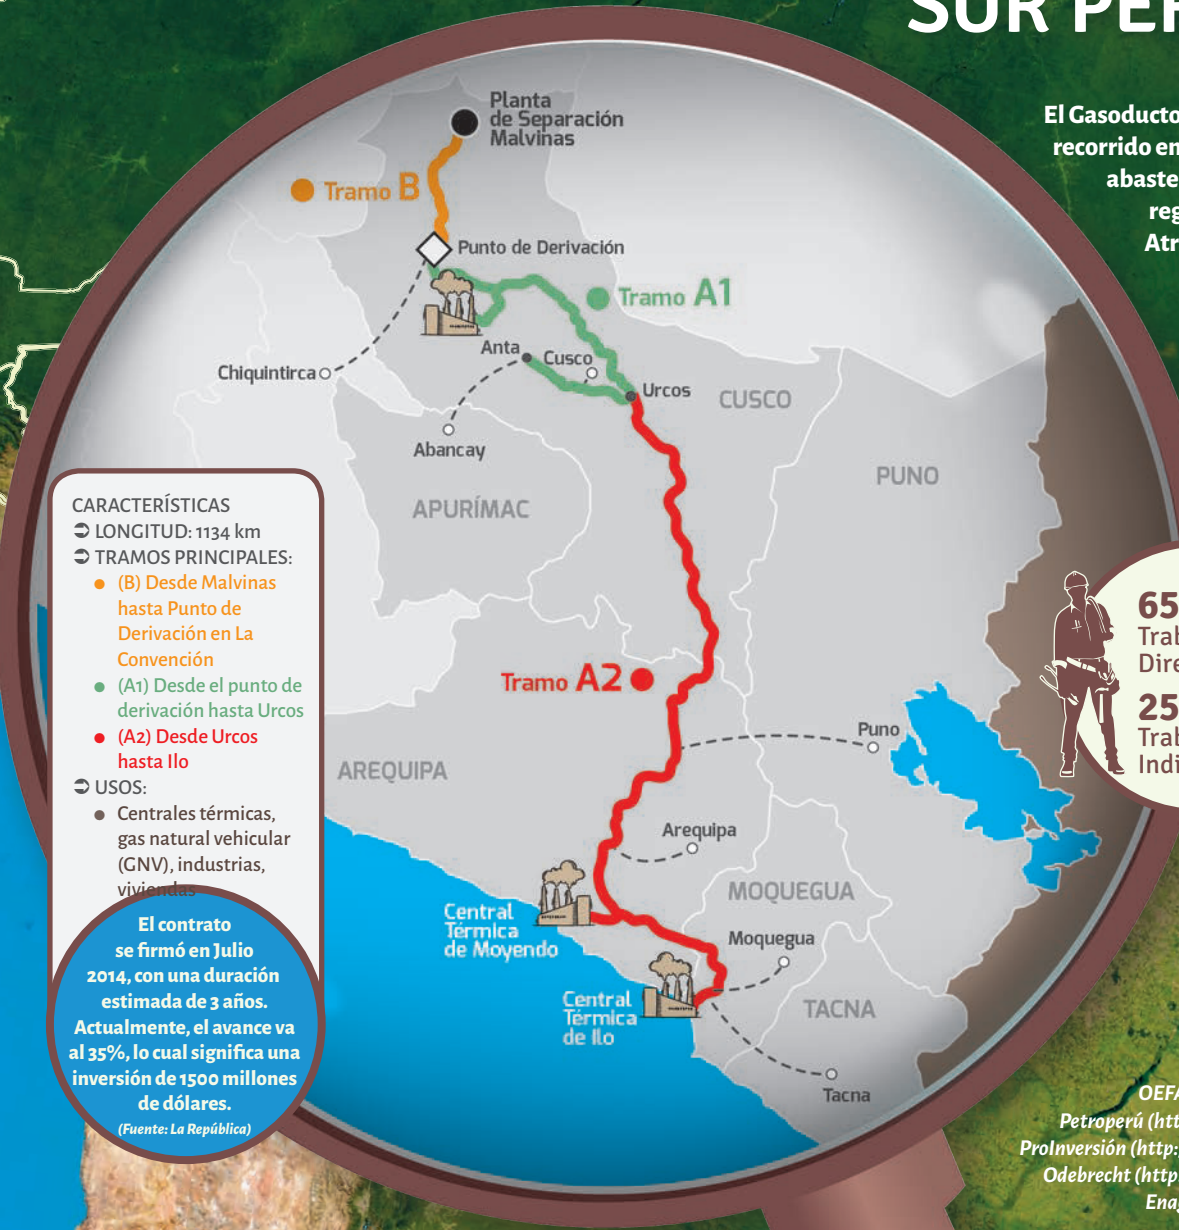 SUR PER
El Gasoducto
recorrido en
abaste
reg
Atr
Planta
de Separación
Malvinas
Tramo B
Punto de Derivación
Tramo A1
Anta
Cusco
Chiquintirca
Urcos
CUSCO
Abancay
PUNO
APURÍMAC
CARACTERÍSTICAS
LONGITUD: 1134 km
TRAMOS PRINCIPALES:
(B) Desde Malvinas
hasta Punto de
Derivación en La
Convención
(A1) Desde el punto de
derivación hasta Urcos
(A2) Desde Urcos
hasta Ilo
USOS:
Centrales térmicas,
gas natural vehicular
(GNV), industrias,
viviendas
El contrato
se firmó en Julio
2014, con una duración
estimada de 3 años.
Actualmente, el avance va
al 35%, lo cual significa una
inversión de 1500 millones
de dólares.
(Fuente: La República)
65
Trab
Dire
25
Trab
Indi
Tramo A2
Puno
AREQUIPA
Arequipa
MOQUEGUA
Central
Térmica
de Moyendo
Moquegua
Central
Térmica
de Ilo
TACNA
Tacna
OEFA
Petroperú (htt
ProInversión (http:
Odebrecht (http
Enag